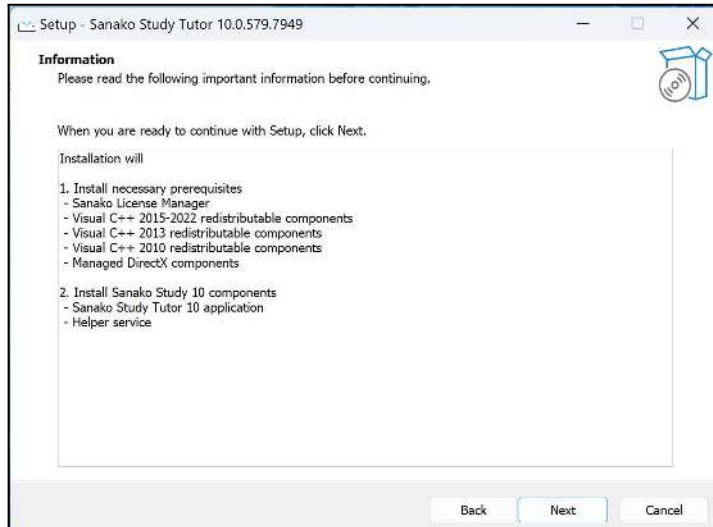 Setup - Sanako Study Tutor 10.0.579.7949
Information
Please read the following important information before continuing.
When you are ready to continue with Setup, click Next.
Installation will
1. Install necessary prerequisites
- Sanako License Manager
- Visual C++ 2015-2022 redistributable components
- Visual C++ 2013 redistributable components
- Visual C++ 2010 redistributable components
- Managed DirectX components
2. Install Sanako Study 10 components
- Sanako Study Tutor 10 application
- Helper service
Back Next Cancel